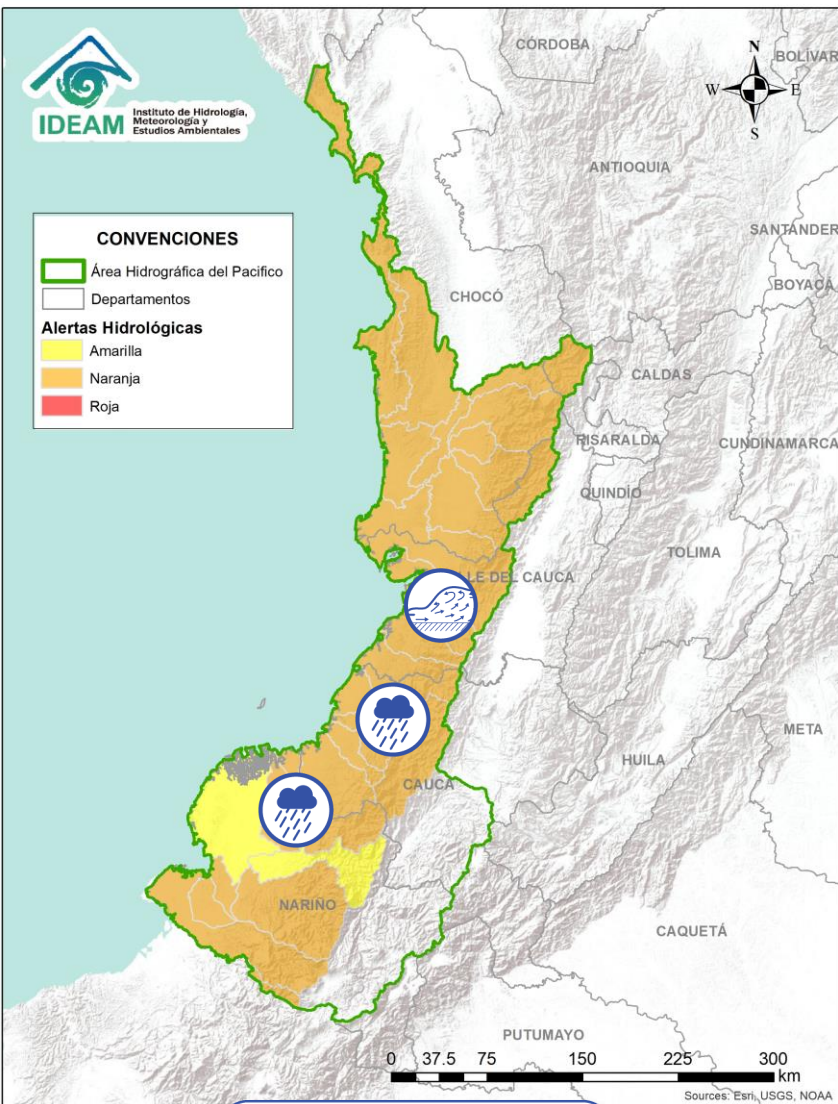 IDEAM
Instituto de Hidrología,
Meteorología y
Estudios Ambientales
CÓRDOBA
BOLÍVAR
N
W
E
S
ANTIOQUIA
SANTANDER
BOYACÁ
CONVENCIONES
Área Hidrográfica del Pacifico
Departamentos
Alertas Hidrológicas
Amarilla
Naranja
Roja
CHOCÓ
CALDAS
RISARALDA
CUNDINAMARCA
QUINDÍO
TOLIMA
LE DEL CAUCA
META
HUILA
CAUCA
NARIÑO
CAQUETÁ
PUTUMAYO
0 37.5 75 150 225 300
km
Sources: Esri, USGS, NOAA